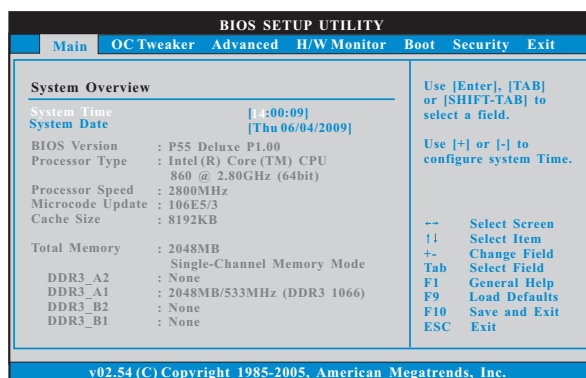 BIOS SETUP UTILITY
Main OC Tweaker Advanced H/W Monitor Boot Security Exit
System Overview
System Time [14:00:09]
System Date [Thu 06/04/2009]
BIOS Version : P55 Deluxe P1.00
Processor Type : Intel (R) Core (TM) CPU
860 @ 2.80GHz (64bit)
Processor Speed : 2800MHz
Microcode Update : 106E5/3
Cache Size : 8192KB
Total Memory : 2048MB
Single-Channel Memory Mode
DDR3_A2 : None
DDR3_A1 : 2048MB/533MHz (DDR3 1066)
DDR3_B2 : None
DDR3_B1 : None
Use [Enter], [TAB]
or [SHIFT-TAB] to
select a field.
Use [+] or [-] to
configure system Time.
←→ Select Screen
↑↓ Select Item
+- Change Field
Tab Select Field
F1 General Help
F9 Load Defaults
F10 Save and Exit
ESC Exit
v02.54 (C) Copyright 1985-2005, American Megatrends, Inc.